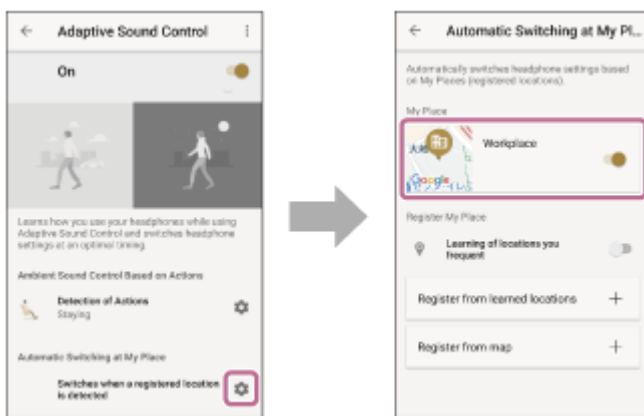 Adaptive Sound Control
On
Learns how you use your headphones while using
Adaptive Sound Control and switches headphone
settings at an optimal timing.
Ambient Sound Control Based on Actions
Detection of Actions
Staying
Automatic Switching at My Place
Switches when a registered location
is detected
Automatic Switching at My Pl...
Automatically switches headphone settings based
on My Places (registered locations).
My Place
Workplace
Google
Register My Place
Learning of locations you
frequent
Register from learned locations
Register from map